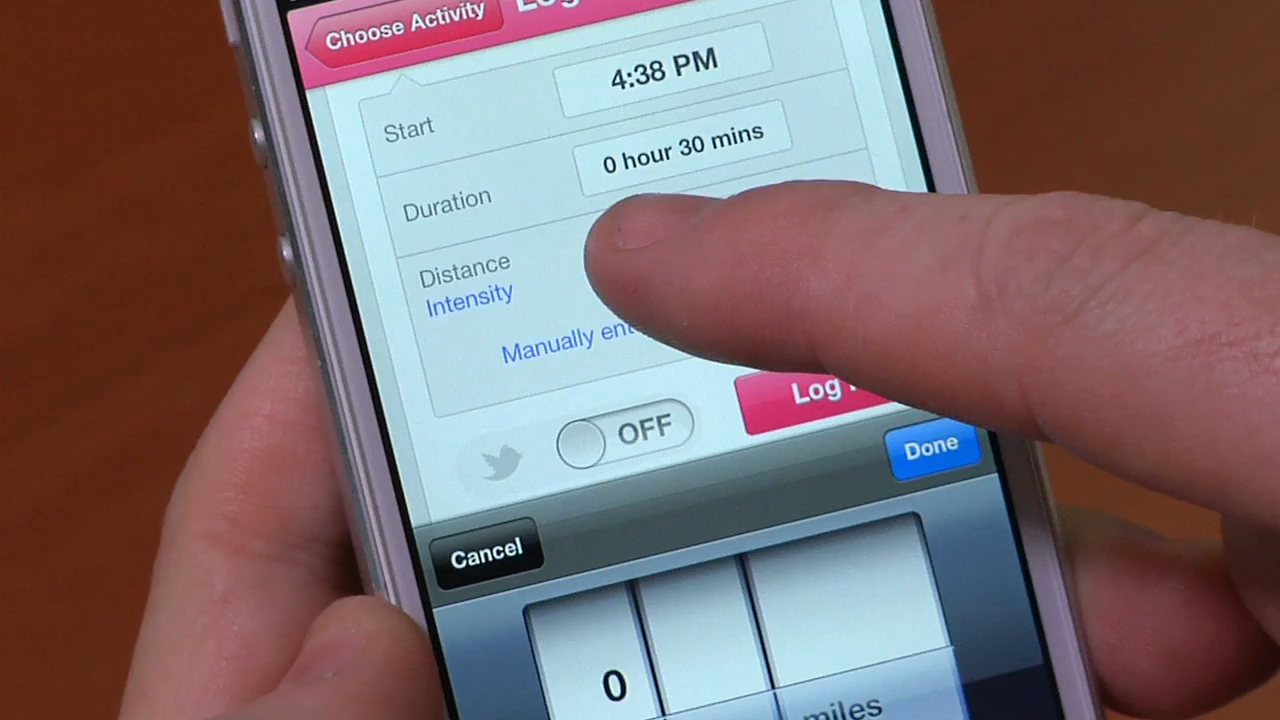 Choose Activity
Start
4:38 PM
Duration
0 hour 30 mins
Distance
Intensity
Manually
Log
OFF
Done
Cancel
0
miles